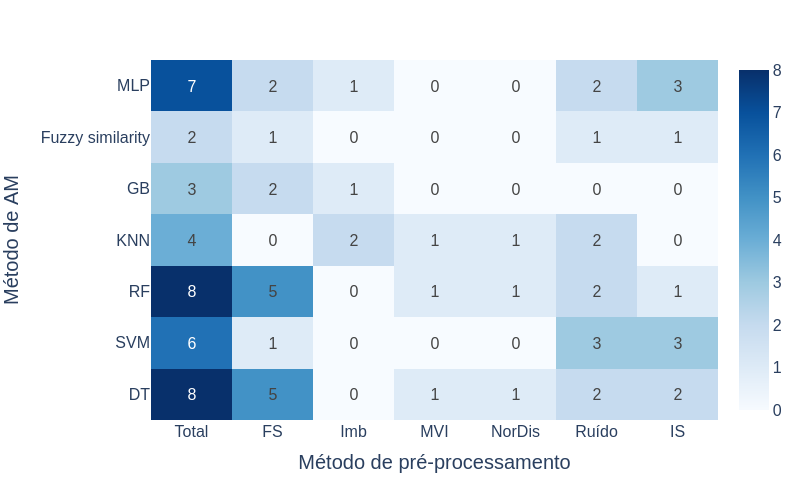 MLP 7 2 1 0 0 2 3
Fuzzy similarity 2 1 0 0 0 1 1
GB 3 2 1 0 0 0 0
KNN 4 0 2 1 1 2 0
RF 8 5 0 1 1 2 1
SVM 6 1 0 0 0 3 3
DT 8 5 0 1 1 2 2
Total FS Imb MVI NorDis Ruído IS
Método de pré-processamento
Método de AM
8
7
6
5
4
3
2
1
0